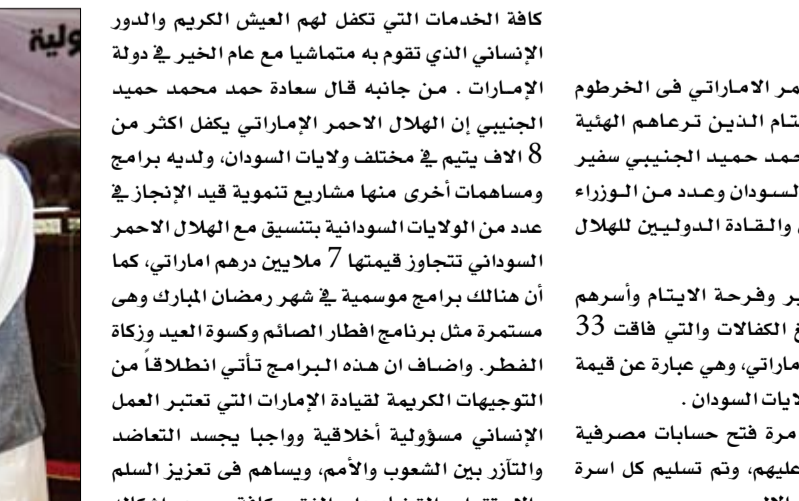 مر الاماراتي فى الخرطوم
تام الذين ترعاهم الهئية
حمد حميد الجنيبي سفير
السودان وعدد من الوزراء
والقادة الدوليين للهلال
ير وفرحة الايتام وأسرهم
غ الكفالات والتي فاقت 33
ماراتي، وهي عبارة عن قيمة
لايات السودان .
مرة فتح حسابات مصرفية
عليهم، وتم تسليم كل اسرة
كافة الخدمات التي تكفل لهم العيش الكريم والدور
الإنساني الذي تقوم به متماشيا مع عام الخير في دولة
الإمارات . من جانبه قال سعادة حمد محمد حميد
الجنيبي إن الهلال الاحمر الإماراتي يكفل اكثر من
8 الاف يتيم في مختلف ولايات السودان، ولديه برامج
ومساهمات أخرى منها مشاريع تنموية قيد الإنجاز في
عدد من الولايات السودانية بتنسيق مع الهلال الاحمر
السوداني تتجاوز قيمتها 7 ملايين درهم اماراتي، كما
أن هنالك برامج موسمية في شهر رمضان المبارك وهى
مستمرة مثل برنامج افطار الصائم وكسوة العيد وزكاة
الفطر. واضاف ان هذه البرامج تأتي انطلاقاً من
التوجيهات الكريمة لقيادة الإمارات التي تعتبر العمل
الإنساني مسؤولية أخلاقية وواجبا يجسد التعاضد
والتآزر بين الشعوب والأمم، ويساهم فى تعزيز السلم
ولية